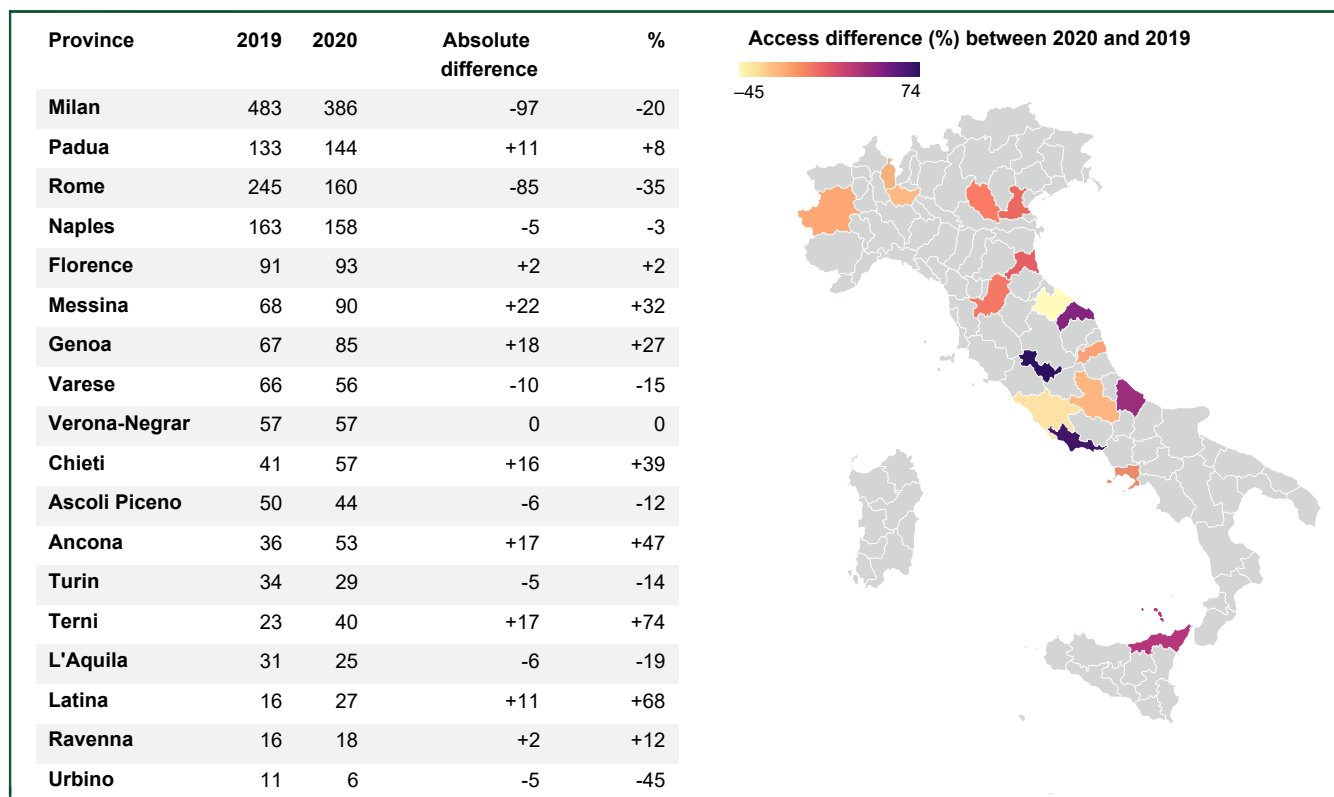 Province 2019 2020 Absolute difference %
Milan 483 386 -97 -20
Padua 133 144 +11 +8
Rome 245 160 -85 -35
Naples 163 158 -5 -3
Florence 91 93 +2 +2
Messina 68 90 +22 +32
Genoa 67 85 +18 +27
Varese 66 56 -10 -15
Verona-Negrar 57 57 0 0
Chieti 41 57 +16 +39
Ascoli Piceno 50 44 -6 -12
Ancona 36 53 +17 +47
Turin 34 29 -5 -14
Terni 23 40 +17 +74
L'Aquila 31 25 -6 -19
Latina 16 27 +11 +68
Ravenna 16 18 +2 +12
Urbino 11 6 -5 -45
Access difference (%) between 2020 and 2019
–45 74